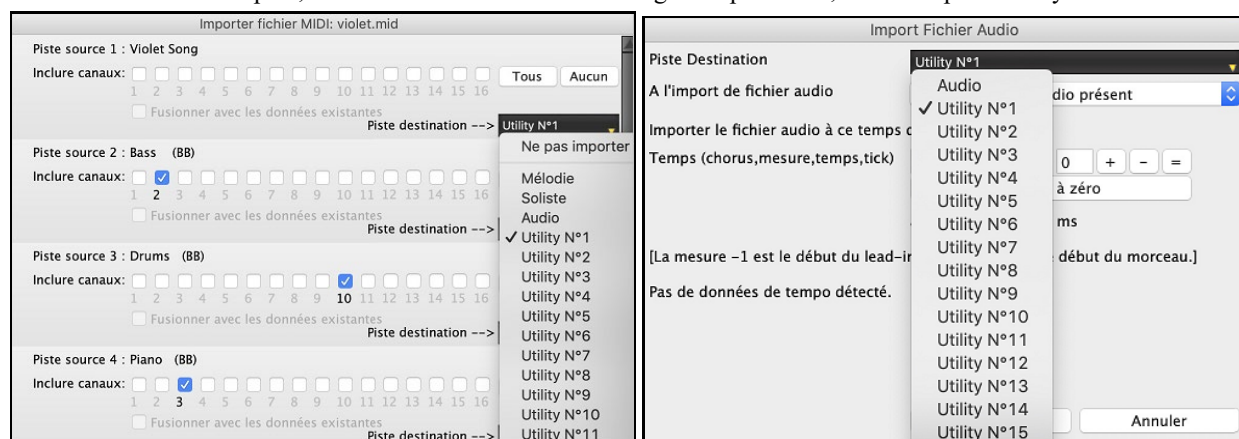 Importer fichier MIDI: violet.mid
Piste source 1 : Violet Song
Inclure canaux:
Tous Aucun
1 2 3 4 5 6 7 8 9 10 11 12 13 14 15 16
Fusionner avec les données existantes
Piste destination --> Utility N°1
Ne pas importer
Mélodie
Soliste
Audio
✓ Utility N°1
Utility N°2
Utility N°3
Utility N°4
Utility N°5
Utility N°6
Utility N°7
Utility N°8
Utility N°9
Utility N°10
Utility N°11
Piste source 2 : Bass (BB)
Inclure canaux:
1 2 3 4 5 6 7 8 9 10 11 12 13 14 15 16
Fusionner avec les données existantes
Piste destination -->
Piste source 3 : Drums (BB)
Inclure canaux:
1 2 3 4 5 6 7 8 9 10 11 12 13 14 15 16
Fusionner avec les données existantes
Piste destination -->
Piste source 4 : Piano (BB)
Inclure canaux:
1 2 3 4 5 6 7 8 9 10 11 12 13 14 15 16
Fusionner avec les données existantes
Piste destination -->
Import Fichier Audio
Piste Destination
Utility N°1
A l'import de fichier audio
dio présent
Importer le fichier audio à ce temps
Temps (chorus,mesure,temps,tick)
0 + - =
à zéro
ms
[La mesure -1 est le début du lead-in
début du morceau.]
Pas de données de tempo détecté.
Audio
✓ Utility N°1
Utility N°2
Utility N°3
Utility N°4
Utility N°5
Utility N°6
Utility N°7
Utility N°8
Utility N°9
Utility N°10
Utility N°11
Utility N°12
Utility N°13
Utility N°14
Utility N°15
Annuler